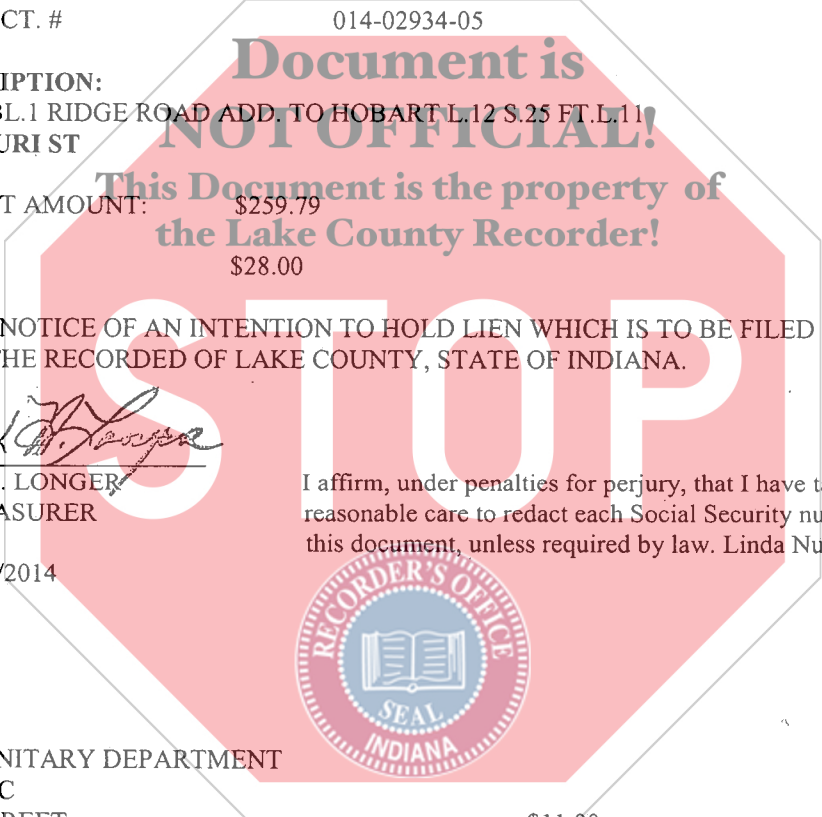 CT. # 014-02934-05
Document is
IPTION:
BL.1 RIDGE ROAD ADD. TO HOBART L.12 S.25 FT.L.11
NOT OFFICIAL!
URI ST
This Document is the property of
T AMOUNT: $259.79
the Lake County Recorder!
$28.00
NOTICE OF AN INTENTION TO HOLD LIEN WHICH IS TO BE FILED
HE RECORDED OF LAKE COUNTY, STATE OF INDIANA.
STOP
. LONGER
ASURER
I affirm, under penalties for perjury, that I have t
reasonable care to redact each Social Security nu
this document, unless required by law. Linda Nu
/2014
RECORDER'S OFFICE
SEAL
INDIANA
NITARY DEPARTMENT
C